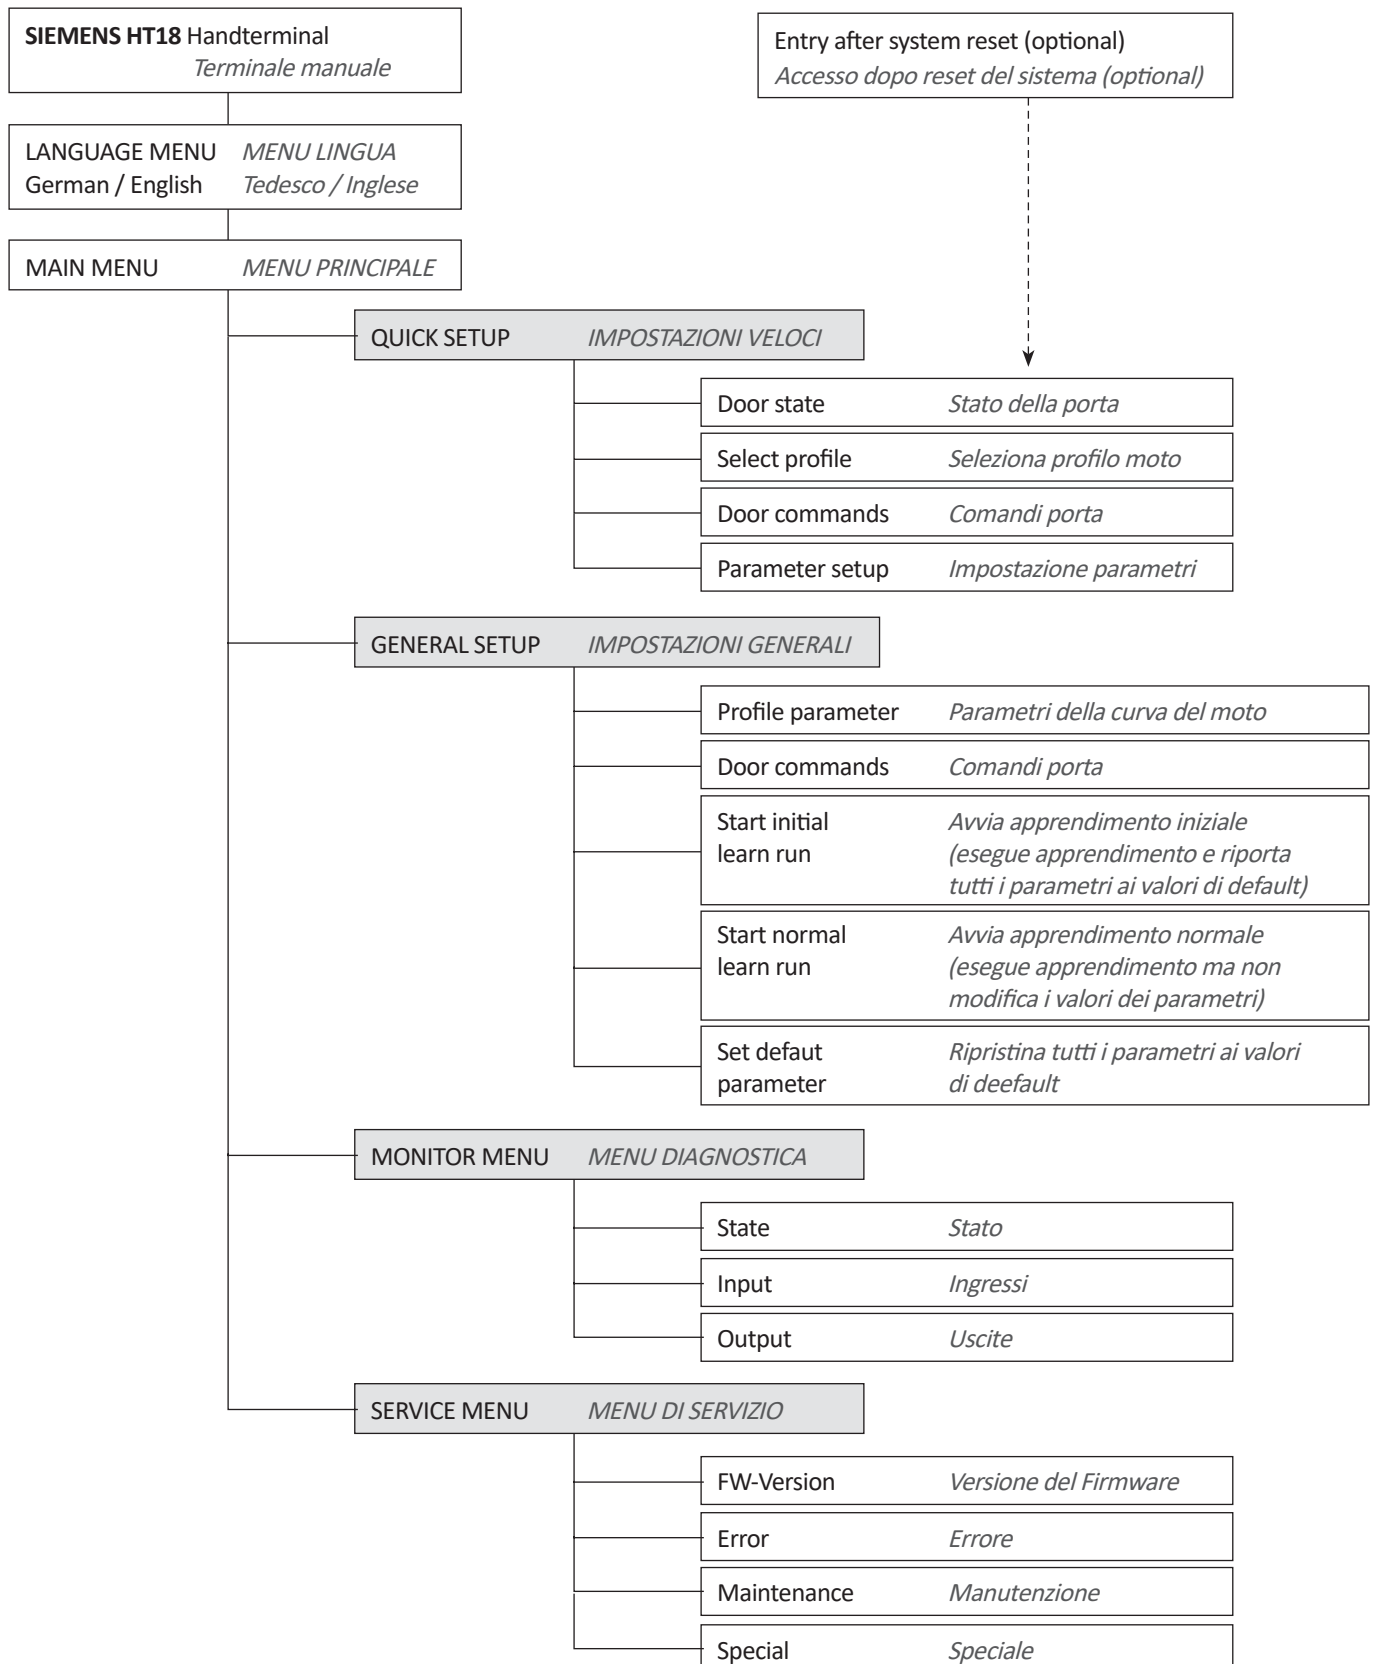 SIEMENS HT18 Handterminal
Terminale manuale
Entry after system reset (optional)
Accesso dopo reset del sistema (optional)
LANGUAGE MENU MENU LINGUA
German / English Tedesco / Inglese
MAIN MENU MENU PRINCIPALE
QUICK SETUP IMPOSTAZIONI VELOCI
Door state Stato della porta
Select profile Seleziona profilo moto
Door commands Comandi porta
Parameter setup Impostazione parametri
GENERAL SETUP IMPOSTAZIONI GENERALI
Profile parameter Parametri della curva del moto
Door commands Comandi porta
Start initial Avvia apprendimento iniziale
learn run (esegue apprendimento e riporta
tutti i parametri ai valori di default)
Start normal Avvia apprendimento normale
learn run (esegue apprendimento ma non
modifica i valori dei parametri)
Set defaut Ripristina tutti i parametri ai valori
parameter di deefault
MONITOR MENU MENU DIAGNOSTICA
State Stato
Input Ingressi
Output Uscite
SERVICE MENU MENU DI SERVIZIO
FW-Version Versione del Firmware
Error Errore
Maintenance Manutenzione
Special Speciale